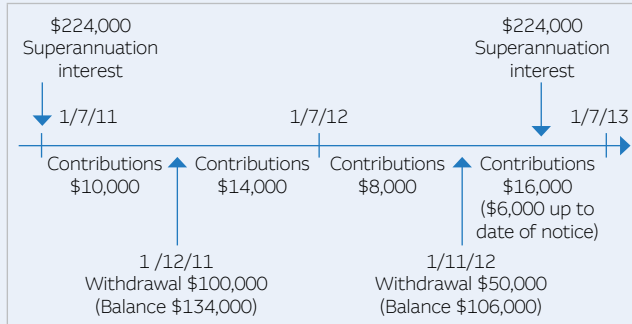 $224,000
Superannuation
interest
$224,000
Superannuation
interest
1/7/11
1/7/12
1/7/13
Contributions
$10,000
Contributions
$14,000
Contributions
$8,000
Contributions
$16,000
($6,000 up to
date of notice)
1 /12/11
Withdrawal $100,000
(Balance $134,000)
1/11/12
Withdrawal $50,000
(Balance $106,000)